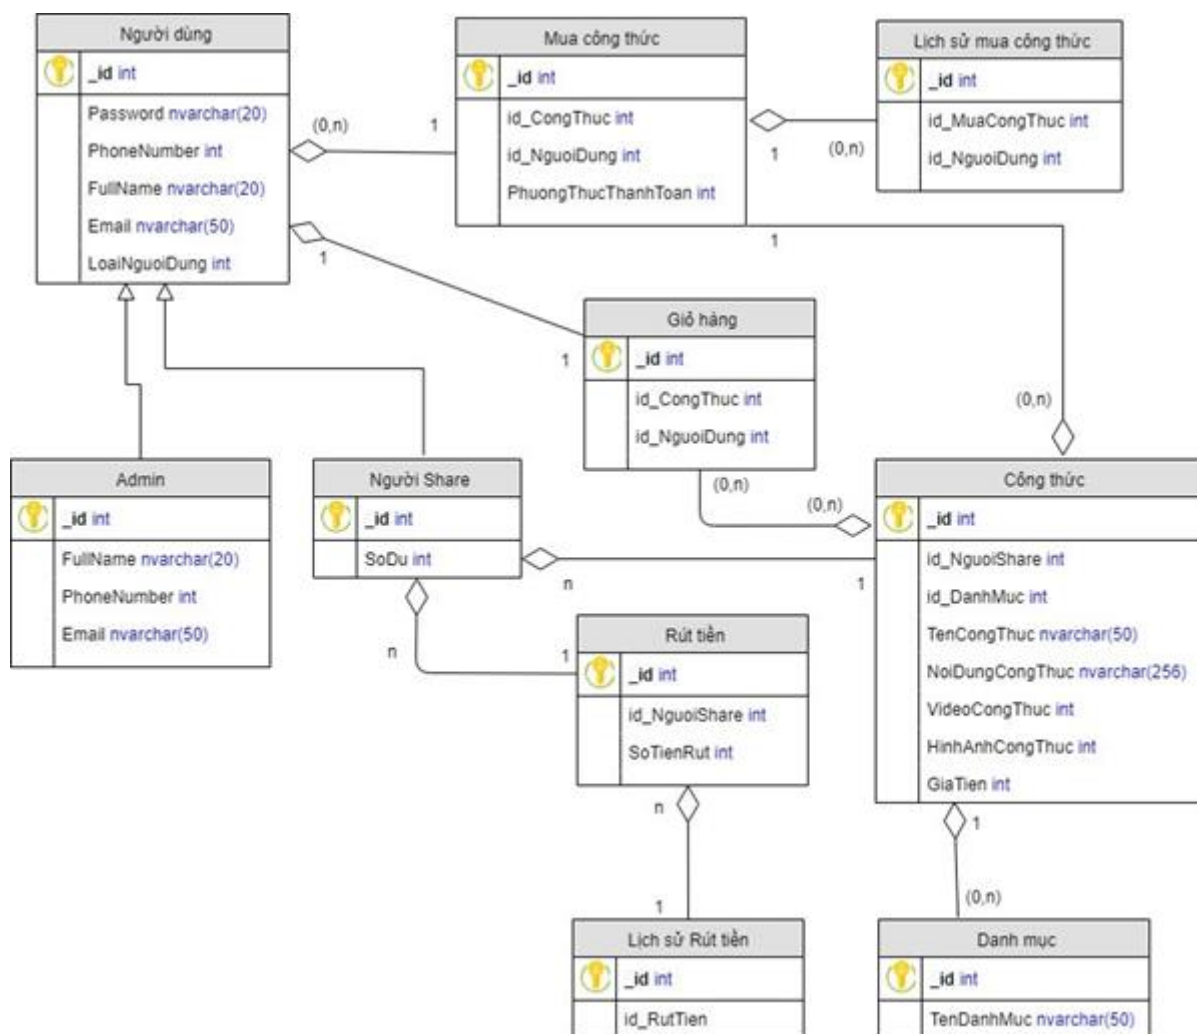 Người dùng
_id int
Password nvarchar(20)
PhoneNumber int
FullName nvarchar(20)
Email nvarchar(50)
LoaiNguoiDung int
(0,n)
1
Mua công thức
_id int
id_CongThuc int
id_NguoiDung int
PhuongThucThanhToan int
1
(0,n)
Lịch sử mua công thức
_id int
id_MuaCongThuc int
id_NguoiDung int
1
1
1
(0,n)
Giỏ hàng
_id int
id_CongThuc int
id_NguoiDung int
(0,n)
(0,n)
Admin
_id int
FullName nvarchar(20)
PhoneNumber int
Email nvarchar(50)
Người Share
_id int
SoDu int
n
1
n
1
Công thức
_id int
id_NguoiShare int
id_DanhMuc int
TenCongThuc nvarchar(50)
NoiDungCongThuc nvarchar(256)
VideoCongThuc int
HinhAnhCongThuc int
GiaTien int
Rút tiền
_id int
id_NguoiShare int
SoTienRut int
n
1
1
(0,n)
Lịch sử Rút tiền
_id int
id_RutTien
Danh mục
_id int
TenDanhMuc nvarchar(50)